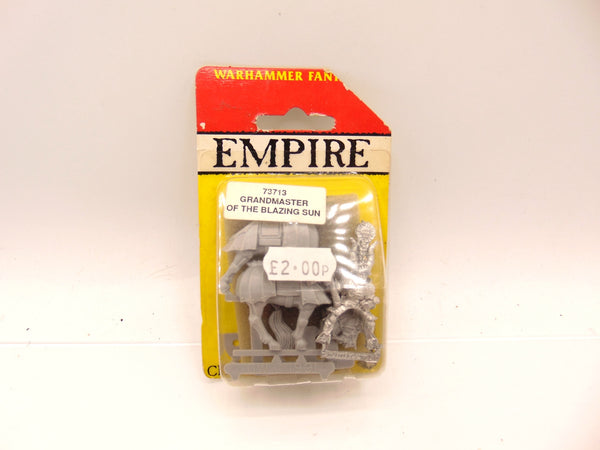 WARHAMMER FAN
EMPIRE
73713
GRANDMASTER
OF THE BLAZING SUN
£2·00P